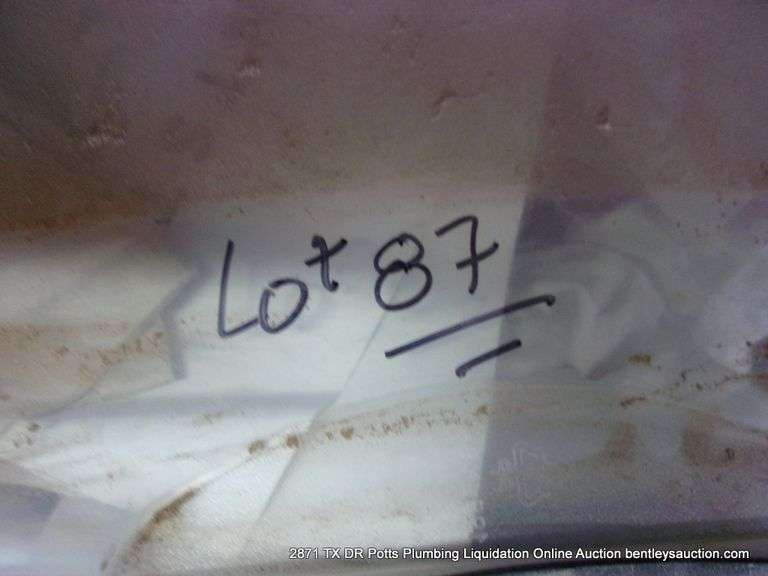 Lot 87
2871 TX DR Potts Plumbing Liquidation Online Auction bentleysauction.com